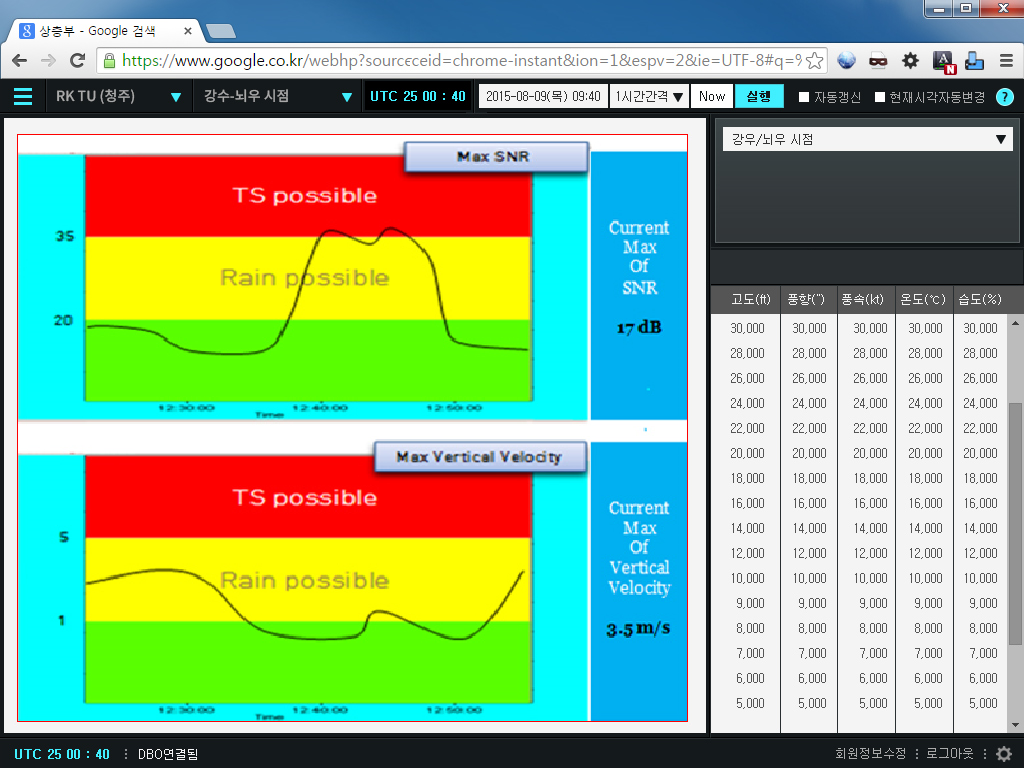 상충부 - Google 검색
https://www.google.co.kr/webhp?sourceceid=chrome-instant&ion=1&espv=2&ie=UTF-8#q=%
RK TU (청주) 강수-뇌우 시점 UTC 25 00 : 40 2015-08-09(목) 09:40 1시간간격 Now 실행 자동갱신 현재시각자동변경 ?
강우/뇌우 시점
Max SNR
TS possible
35
Rain possible
20
12:30:00 12:40:00 12:50:00
Time
Current
Max
Of
SNR
17 dB
Max Vertical Velocity
TS possible
5
Rain possible
1
12:30:00 12:40:00 12:50:00
Time
Current
Max
Of
Vertical
Velocity
3.5 m/s
고도(ft) 풍향(˚) 풍속(kt) 온도(℃) 습도(%)
30,000 30,000 30,000 30,000 30,000
28,000 28,000 28,000 28,000 28,000
26,000 26,000 26,000 26,000 26,000
24,000 24,000 24,000 24,000 24,000
22,000 22,000 22,000 22,000 22,000
20,000 20,000 20,000 20,000 20,000
18,000 18,000 18,000 18,000 18,000
16,000 16,000 16,000 16,000 16,000
14,000 14,000 14,000 14,000 14,000
12,000 12,000 12,000 12,000 12,000
10,000 10,000 10,000 10,000 10,000
9,000 9,000 9,000 9,000 9,000
8,000 8,000 8,000 8,000 8,000
7,000 7,000 7,000 7,000 7,000
6,000 6,000 6,000 6,000 6,000
5,000 5,000 5,000 5,000 5,000
UTC 25 00 : 40 : DB0연결됨
회원정보수정 : 로그아웃 :